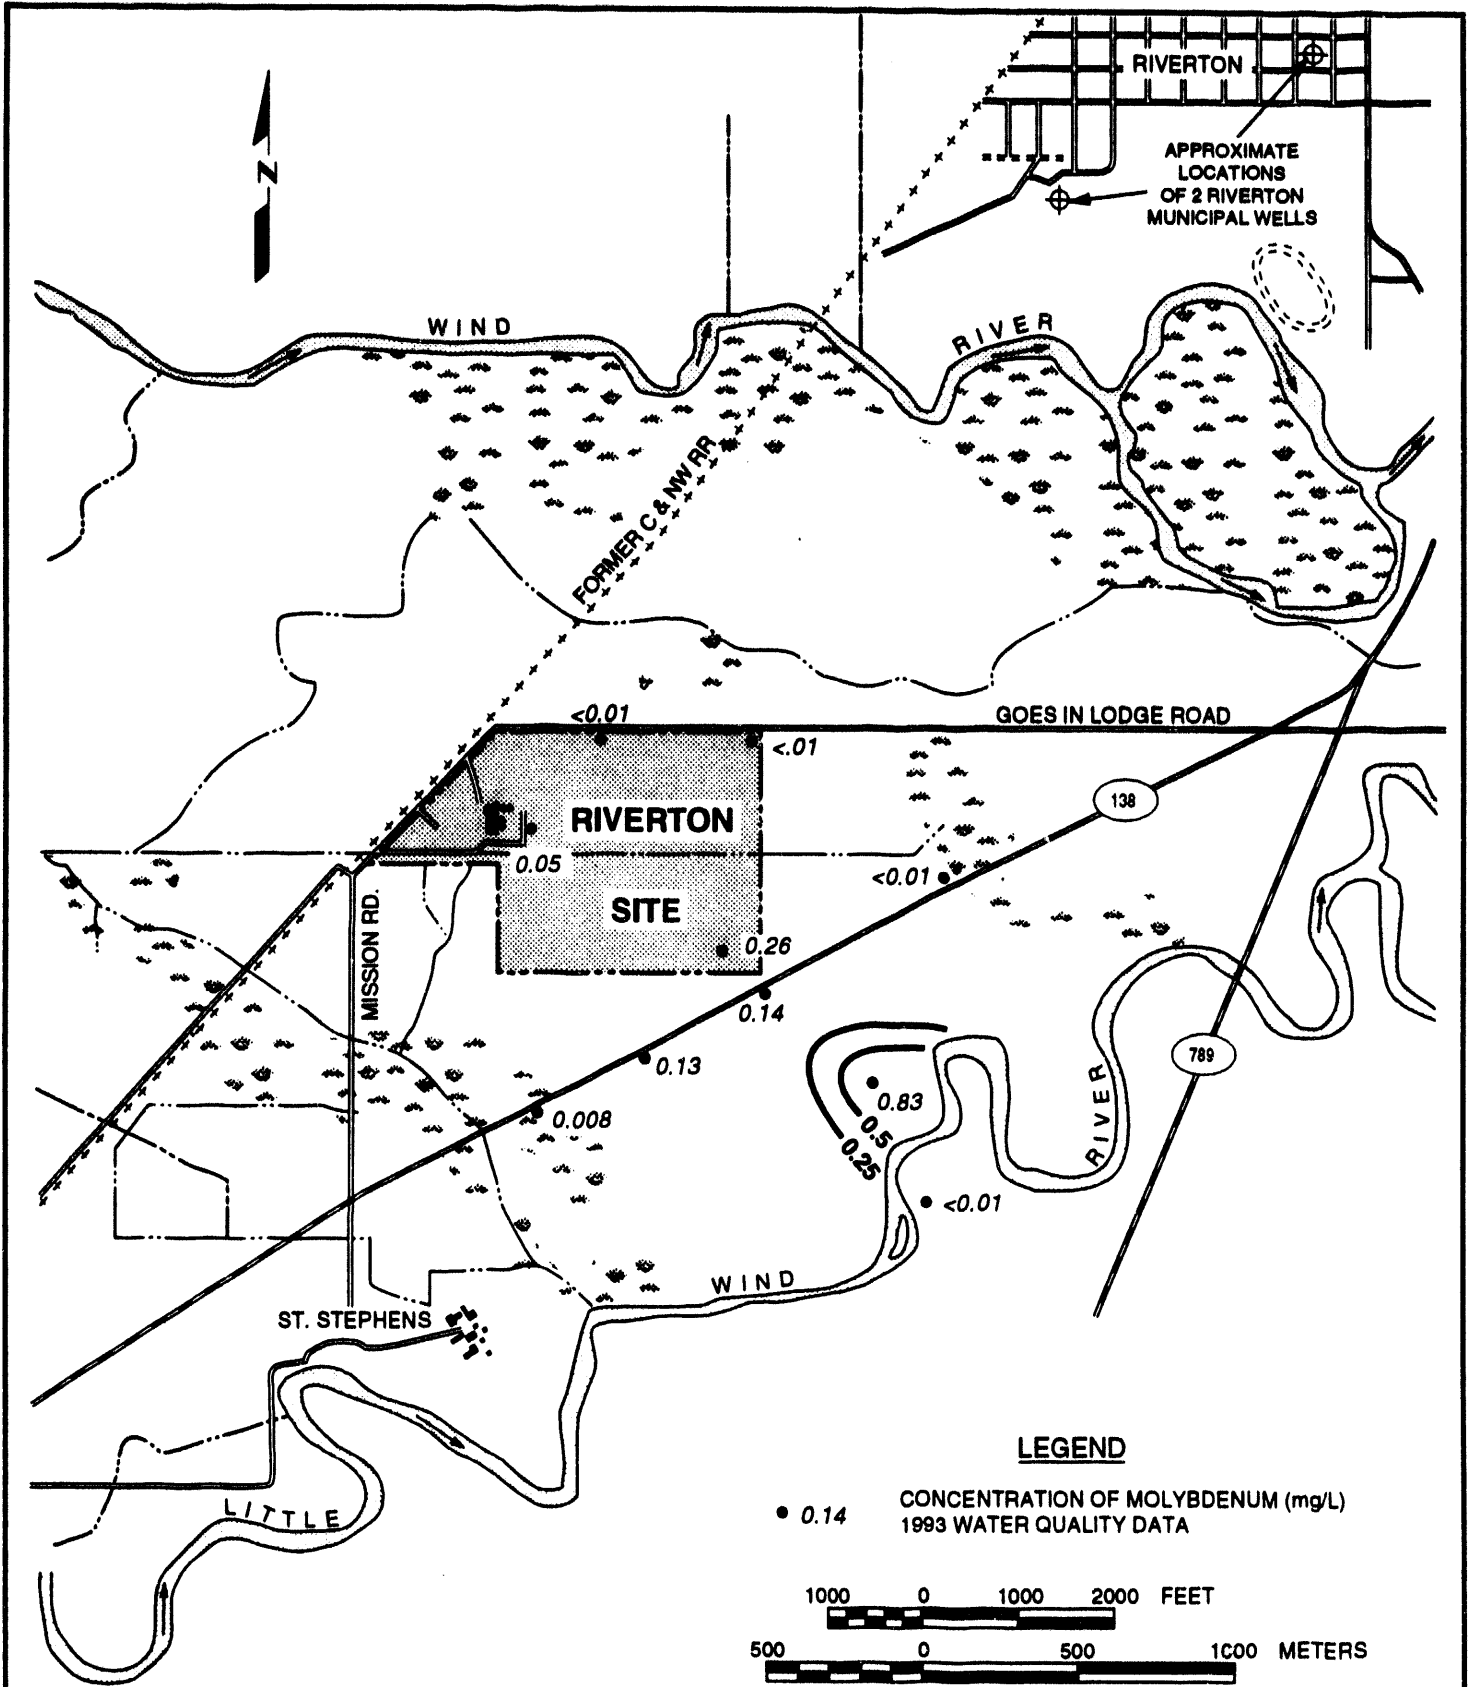 RIVERTON
N
APPROXIMATE
LOCATIONS
OF 2 RIVERTON
MUNICIPAL WELLS
WIND
RIVER
FORMER C & NW RR
<0.01
GOES IN LODGE ROAD
<.01
138
RIVERTON
0.05
<0.01
SITE
MISSION RD.
0.26
0.14
0.13
789
RIVER
0.83
0.008
0.5
0.25
<0.01
WIND
ST. STEPHENS
LITTLE
LEGEND
0.14
CONCENTRATION OF MOLYBDENUM (mg/L)
1993 WATER QUALITY DATA
1000 0 1000 2000 FEET
500 0 500 1000 METERS